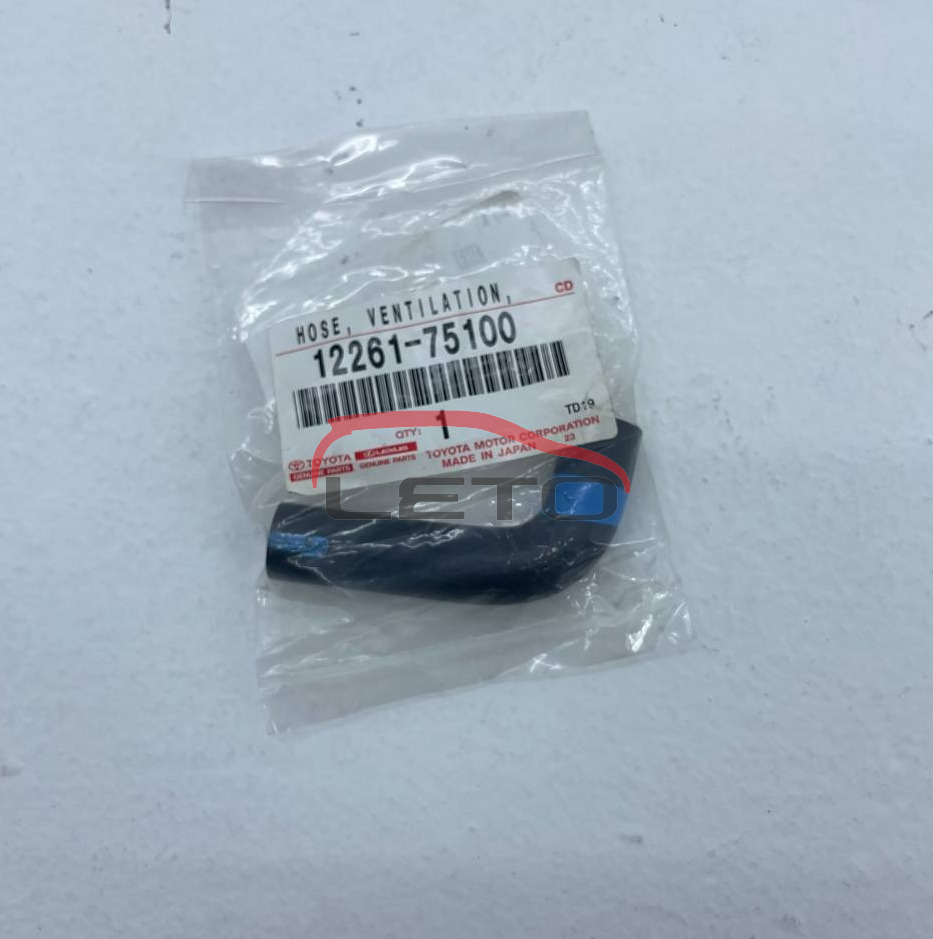 CD
HOSE, VENTILATION,
12261-75100
TD19
QTY: 1
TOYOTA LEXUS TOYOTA MOTOR CORPORATION
GENUINE PARTS GENUINE PARTS MADE IN JAPAN 23
LETO